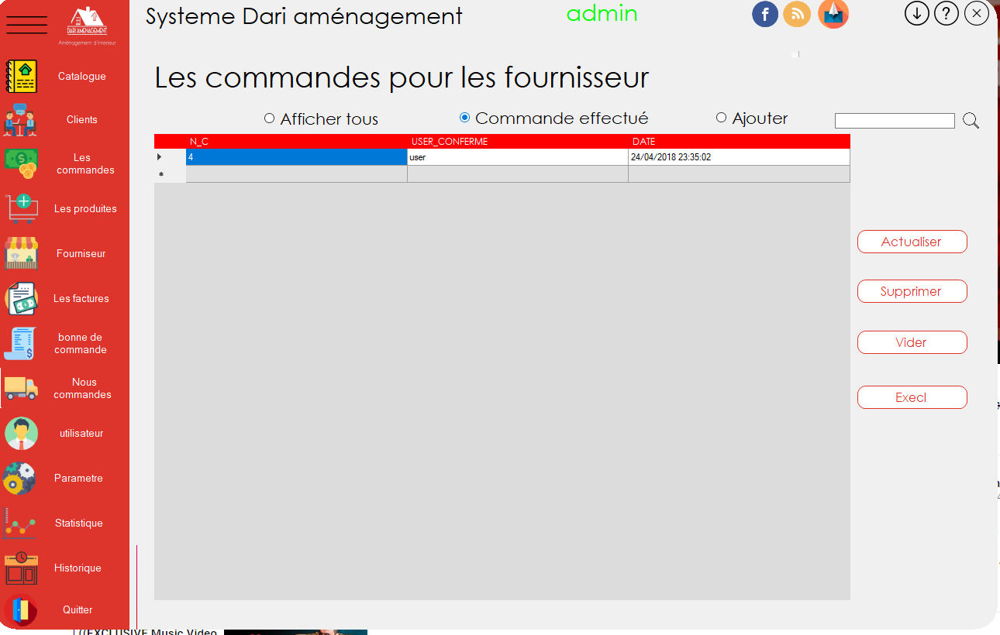 Systeme Dari aménagement
admin
f
?
DARI AMENAGEMENT
Aménagement d'interieur
Catalogue
Clients
Les
commandes
Les produites
Fourniseur
Les factures
bonne de
commande
Nous
commandes
utilisateur
Parametre
Statistique
Historique
Quitter
Les commandes pour les fournisseur
Afficher tous
Commande effectué
Ajouter
N_C USER_CONFERME DATE
4 user 24/04/2018 23:35:02
Actualiser
Supprimer
Vider
Execl
((EXCLUSIVE Music Video